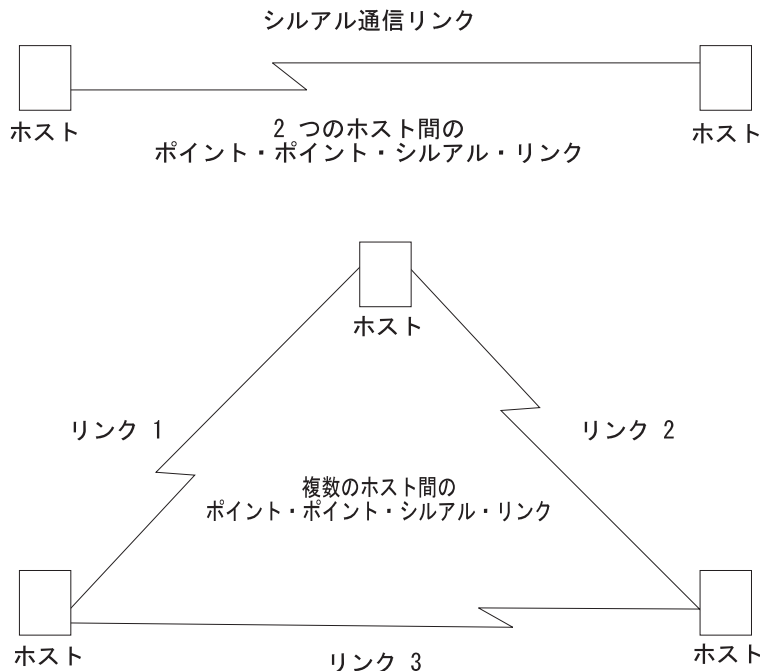 シルアル通信リンク
ホスト
ホスト
2 つのホスト間の
ポイント・ポイント・シルアル・リンク
ホスト
リンク 1
リンク 2
複数のホスト間の
ポイント・ポイント・シルアル・リンク
ホスト
ホスト
リンク 3